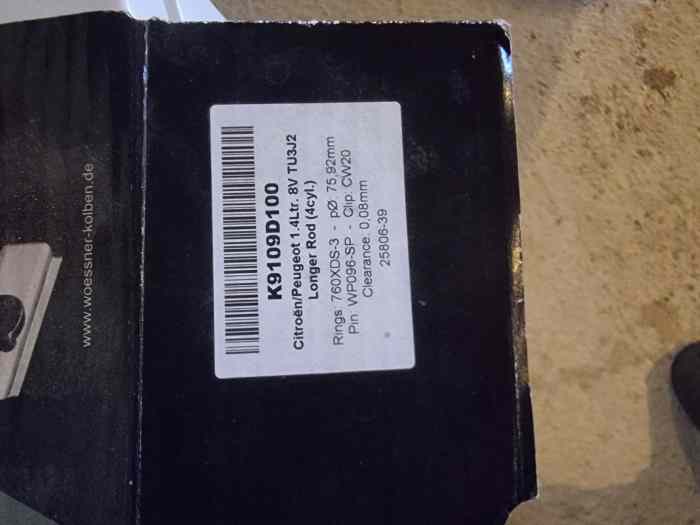 www.woessner-kolben.de
K9109D100
Citroën/Peugeot 1.4Ltr. 8V TU3J2
Longer Rod (4cyl.)
Rings: 760XDS-3 - pØ: 75,92mm
Pin: WP096-SP - Clip: CW20
Clearance: 0,08mm
25806-39